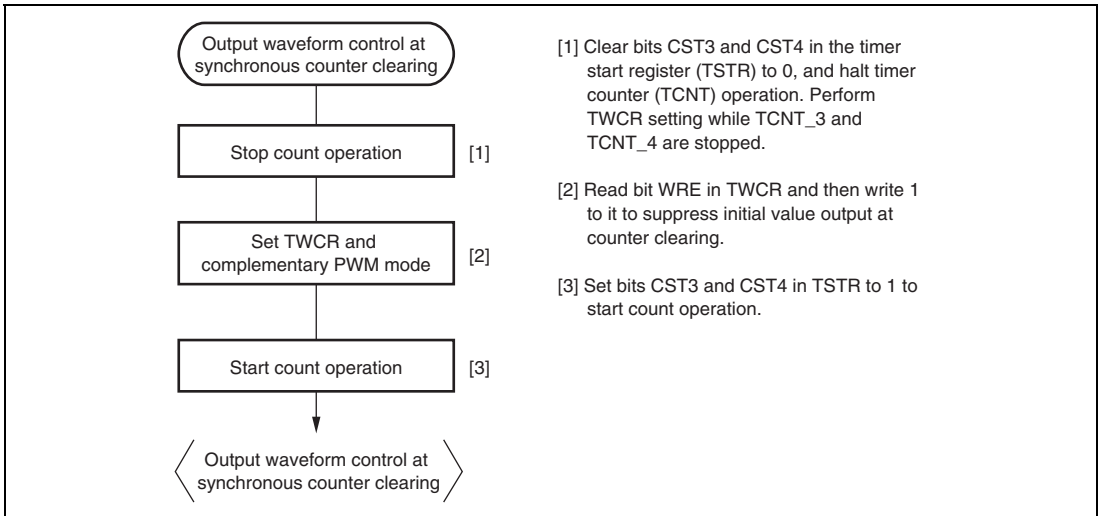 Output waveform control at
synchronous counter clearing
Stop count operation
[1]
Set TWCR and
complementary PWM mode
[2]
Start count operation
[3]
Output waveform control at
synchronous counter clearing
[1] Clear bits CST3 and CST4 in the timer
start register (TSTR) to 0, and halt timer
counter (TCNT) operation. Perform
TWCR setting while TCNT_3 and
TCNT_4 are stopped.
[2] Read bit WRE in TWCR and then write 1
to it to suppress initial value output at
counter clearing.
[3] Set bits CST3 and CST4 in TSTR to 1 to
start count operation.